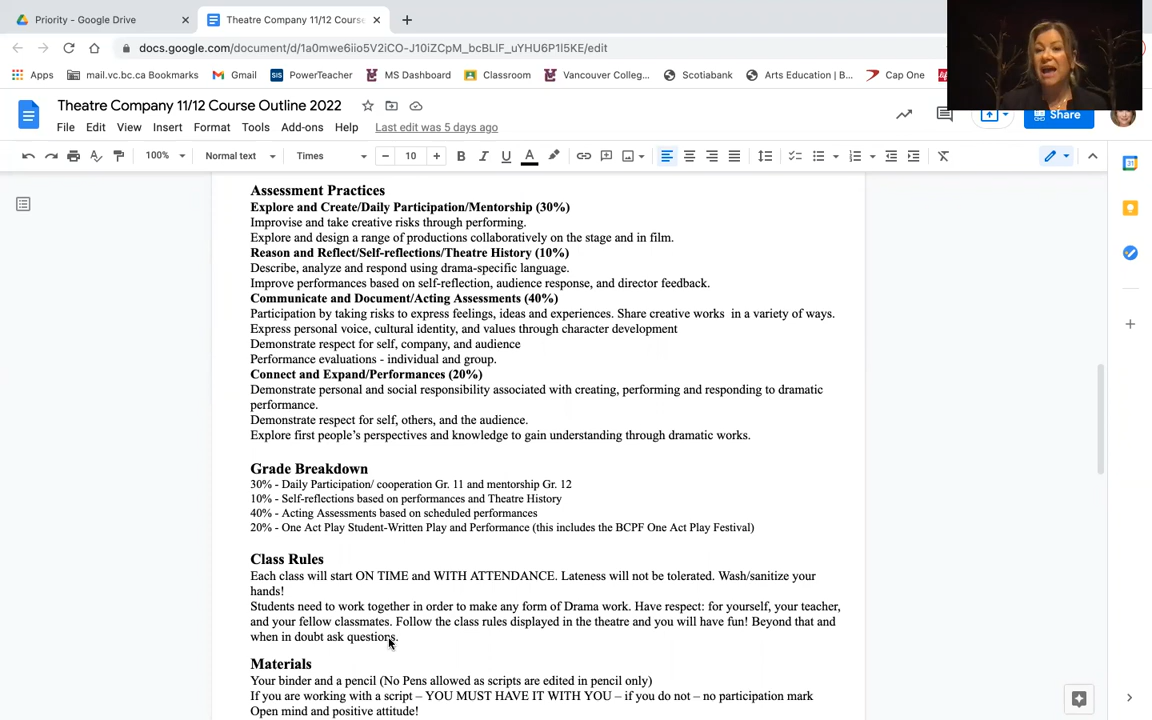 Priority - Google Drive
Theatre Company 11/12 Course
docs.google.com/document/d/1a0mwe6iio5V2iCO-J10iZCpM_bcBLIF_uYHU6P1I5KE/edit
Apps mail.vc.bc.ca Bookmarks Gmail SIS PowerTeacher MS Dashboard Classroom Vancouver Colleg... Scotiabank Arts Education | B... Cap One
Theatre Company 11/12 Course Outline 2022
Share
File Edit View Insert Format Tools Add-ons Help Last edit was 5 days ago
100% Normal text Times 10 B I U A
Assessment Practices
Explore and Create/Daily Participation/Mentorship (30%)
Improvise and take creative risks through performing.
Explore and design a range of productions collaboratively on the stage and in film.
Reason and Reflect/Self-reflections/Theatre History (10%)
Describe, analyze and respond using drama-specific language.
Improve performances based on self-reflection, audience response, and director feedback.
Communicate and Document/Acting Assessments (40%)
Participation by taking risks to express feelings, ideas and experiences. Share creative works  in a variety of ways.
Express personal voice, cultural identity, and values through character development
Demonstrate respect for self, company, and audience
Performance evaluations - individual and group.
Connect and Expand/Performances (20%)
Demonstrate personal and social responsibility associated with creating, performing and responding to dramatic
performance.
Demonstrate respect for self, others, and the audience.
Explore first people's perspectives and knowledge to gain understanding through dramatic works.
Grade Breakdown
30% - Daily Participation/ cooperation Gr. 11 and mentorship Gr. 12
10% - Self-reflections based on performances and Theatre History
40% - Acting Assessments based on scheduled performances
20% - One Act Play Student-Written Play and Performance (this includes the BCPF One Act Play Festival)
Class Rules
Each class will start ON TIME and WITH ATTENDANCE. Lateness will not be tolerated. Wash/sanitize your
hands!
Students need to work together in order to make any form of Drama work. Have respect: for yourself, your teacher,
and your fellow classmates. Follow the class rules displayed in the theatre and you will have fun! Beyond that and
when in doubt ask questions.
Materials
Your binder and a pencil (No Pens allowed as scripts are edited in pencil only)
If you are working with a script – YOU MUST HAVE IT WITH YOU – if you do not – no participation mark
Open mind and positive attitude!